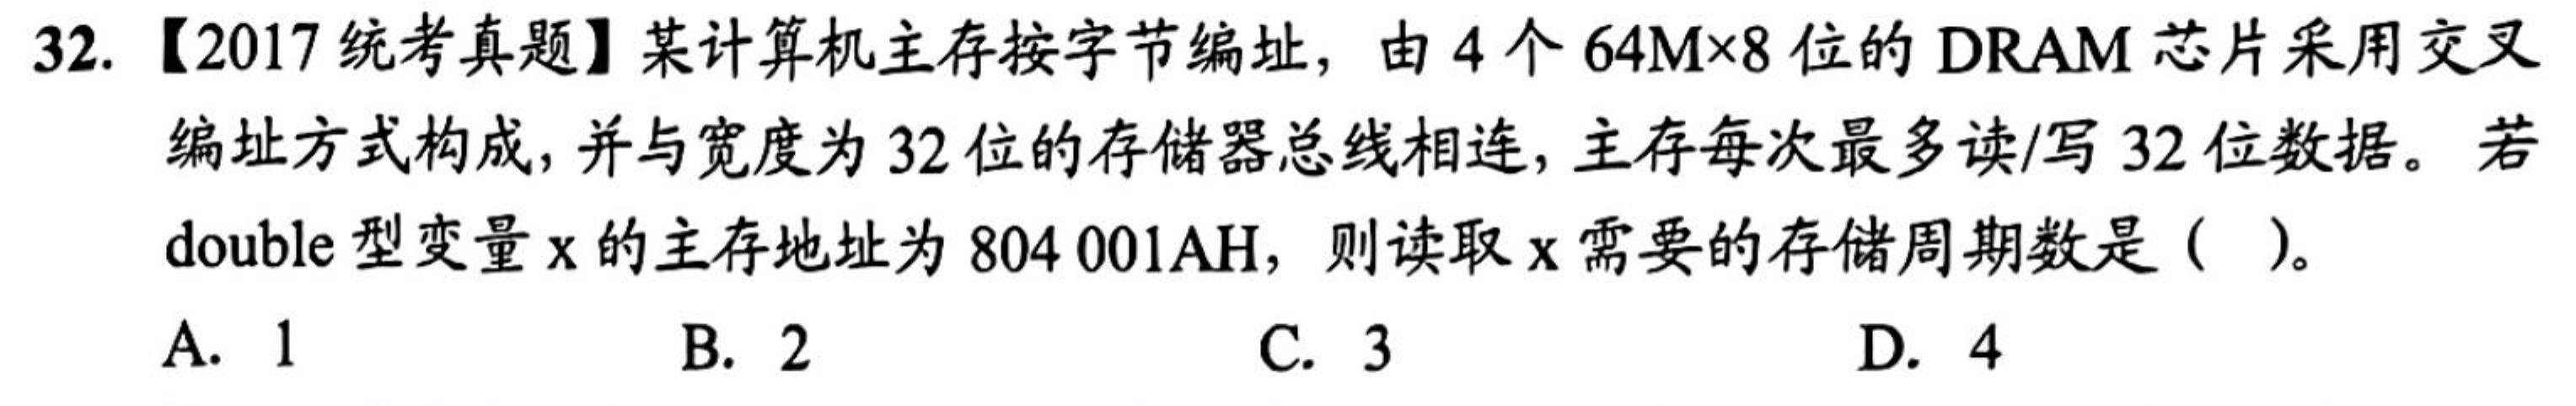 32. 【2017 统考真题】某计算机主存按字节编址，由 4 个 64M×8 位的 DRAM 芯片采用交叉
编址方式构成，并与宽度为 32 位的存储器总线相连，主存每次最多读/写 32 位数据。若
double 型变量 x 的主存地址为 804 001AH，则读取 x 需要的存储周期数是（ ）。
A. 1 B. 2 C. 3 D. 4